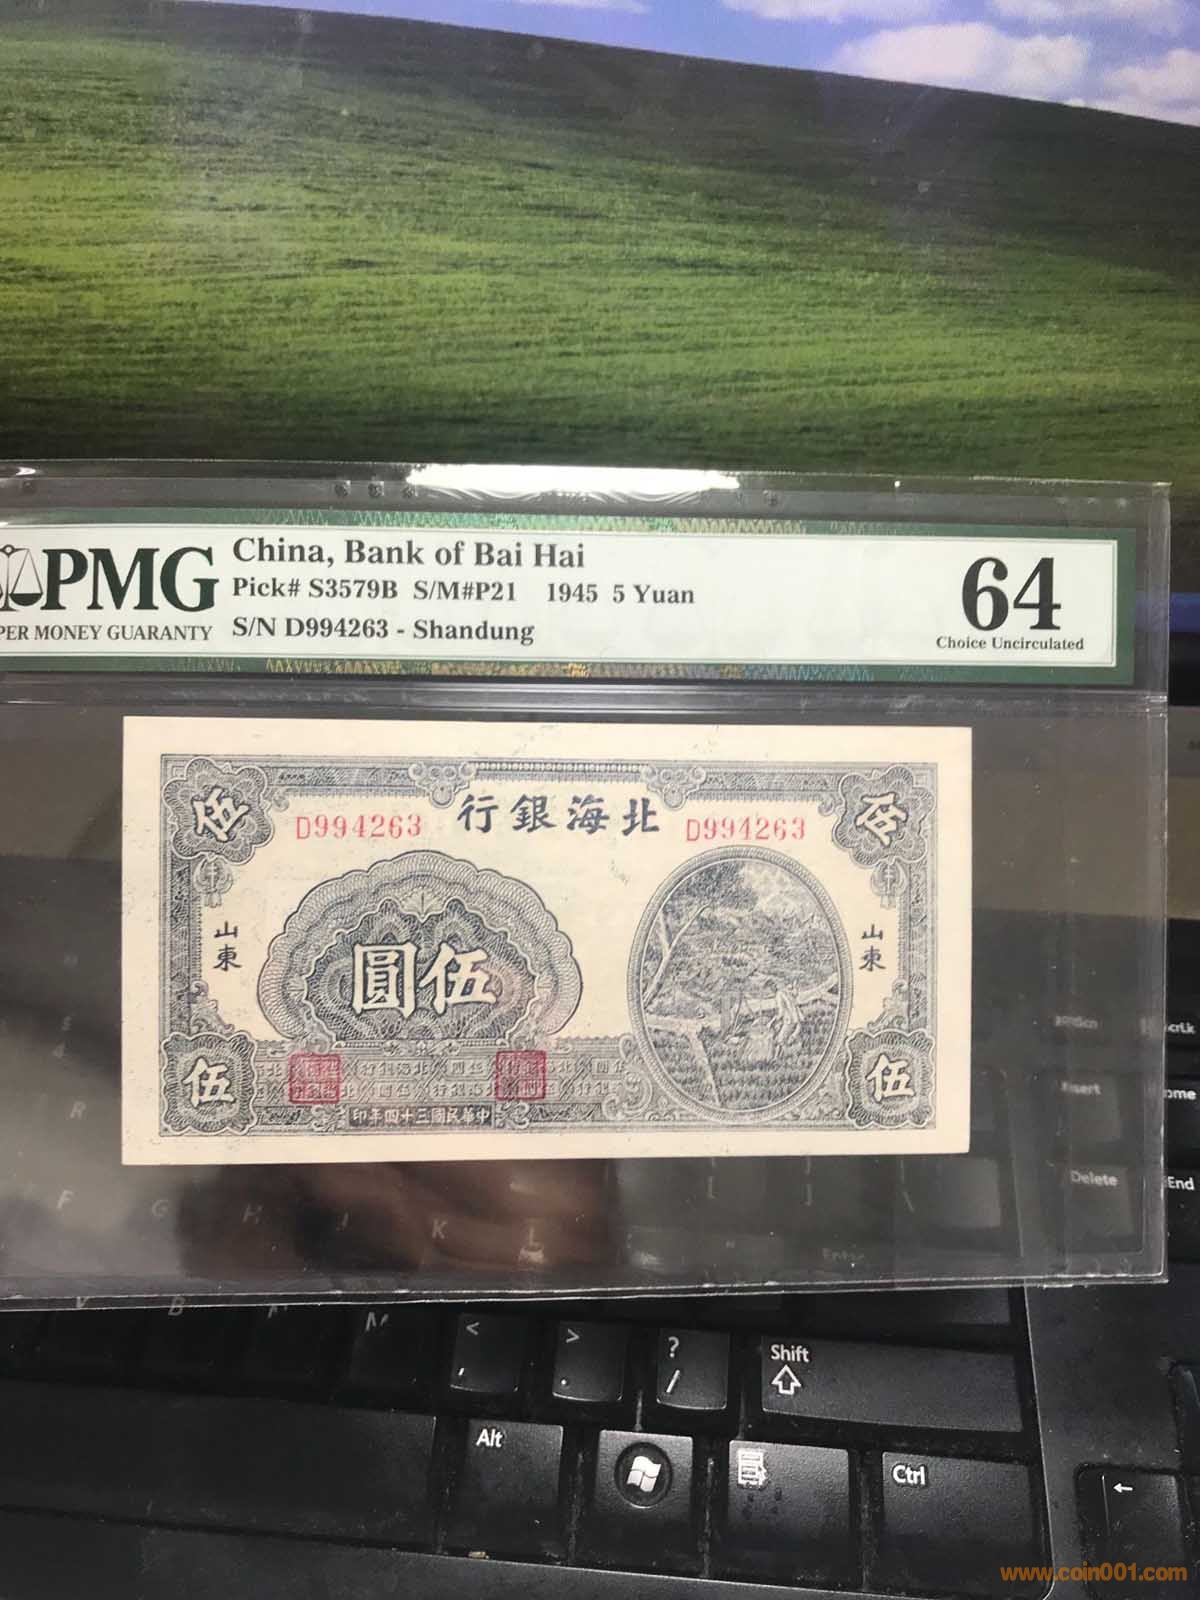 PMG
PER MONEY GUARANTY
China, Bank of Bai Hai
Pick# S3579B S/M#P21 1945 5 Yuan
S/N D994263 - Shandung
64
Choice Uncirculated
伍
伍
行銀海北
D994263
D994263
山東
山東
圓伍
伍
伍
印年四十三國民華中
F
G
H
J
K
L
[
]
\
Enter
Insert
Delete
End
V
B
M
<
,
>
.
?
/
Shift
Alt
Ctrl
www.coin001.com